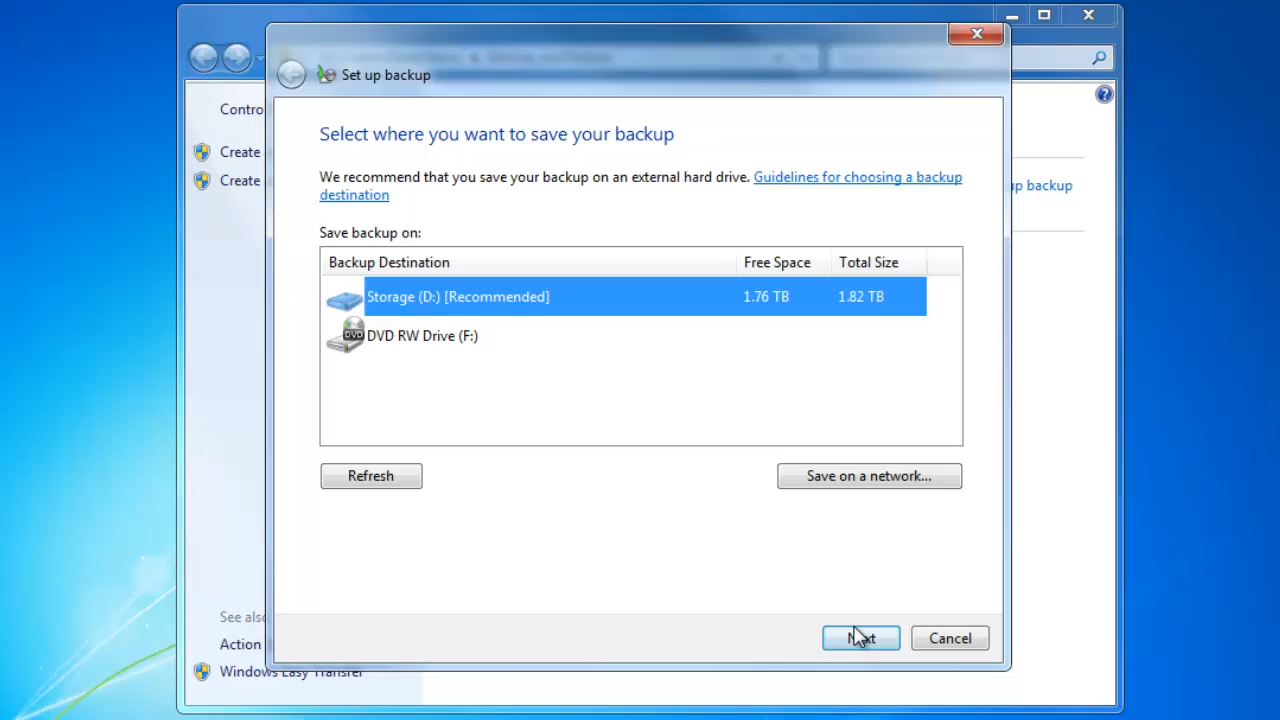 Set up backup
Contro
Create
Create
Select where you want to save your backup
We recommend that you save your backup on an external hard drive. Guidelines for choosing a backup
destination
up backup
Save backup on:
Backup Destination Free Space Total Size
Storage (D:) [Recommended] 1.76 TB 1.82 TB
DVD RW Drive (F:)
Refresh Save on a network...
See also
Action
Next Cancel
Windows Easy Transfer